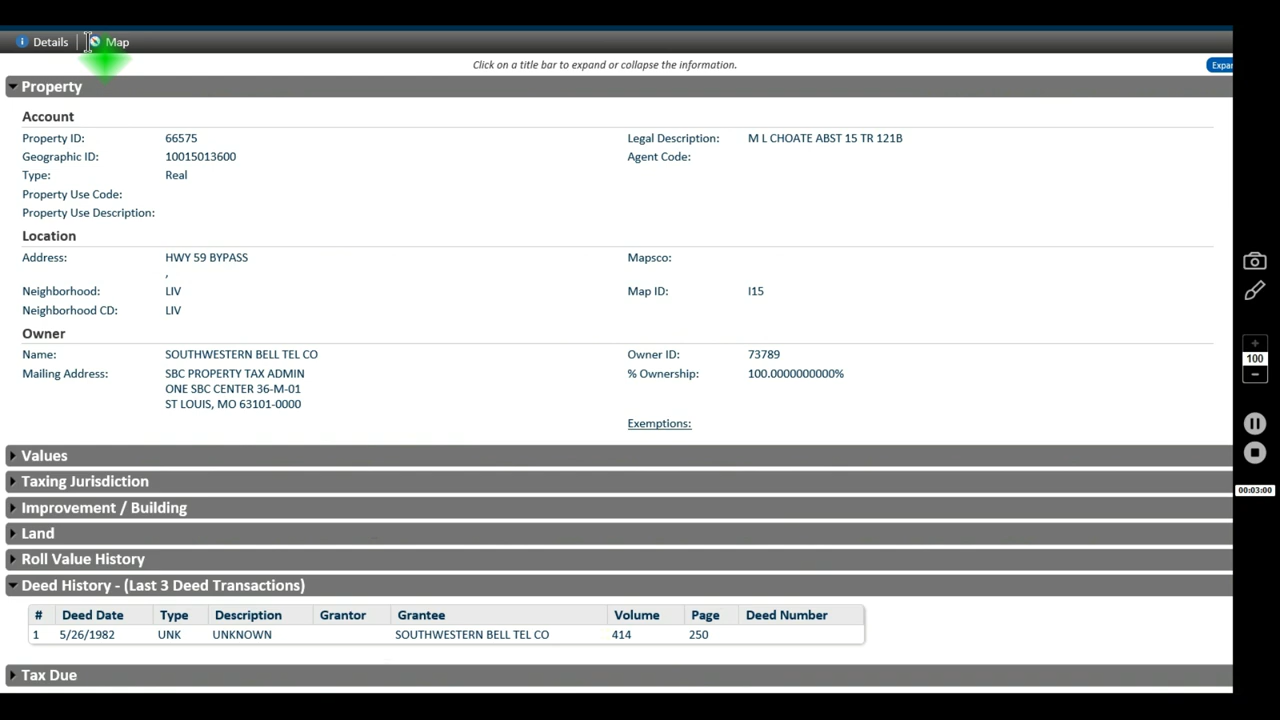 Details Map
Click on a title bar to expand or collapse the information.
Expan
Property
Account
Property ID: 66575 Legal Description: M L CHOATE ABST 15 TR 121B
Geographic ID: 10015013600 Agent Code:
Type: Real
Property Use Code:
Property Use Description:
Location
Address: HWY 59 BYPASS Mapsco:
,
Neighborhood: LIV Map ID: I15
Neighborhood CD: LIV
Owner
Name: SOUTHWESTERN BELL TEL CO Owner ID: 73789
Mailing Address: SBC PROPERTY TAX ADMIN % Ownership: 100.0000000000%
ONE SBC CENTER 36-M-01
ST LOUIS, MO 63101-0000
Exemptions:
100
Values
Taxing Jurisdiction
00:03:00
Improvement / Building
Land
Roll Value History
Deed History - (Last 3 Deed Transactions)
# Deed Date Type Description Grantor Grantee Volume Page Deed Number
1 5/26/1982 UNK UNKNOWN SOUTHWESTERN BELL TEL CO 414 250
Tax Due